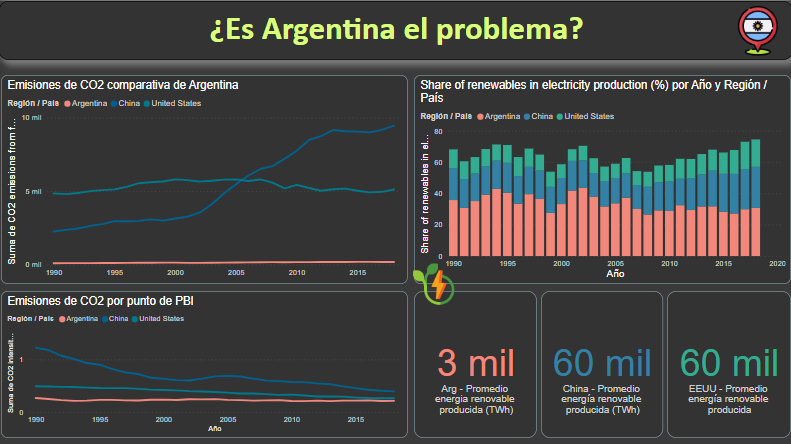 ¿Es Argentina el problema?
Emisiones de CO2 comparativa de Argentina
Región / País Argentina China United States
Suma de CO2 emissions from f...
10 mil
5 mil
0 mil
1990 1995 2000 2005 2010 2015
Share of renewables in electricity production (%) por Año y Región /
País
Región / País Argentina China United States
Share of renewables in el...
80
60
40
20
0
1990 1995 2000 2005 2010 2015 2020
Año
Emisiones de CO2 por punto de PBI
Región / País Argentina China United States
Suma de CO2 intensit...
1
0
1990 1995 2000 2005 2010 2015
Año
3 mil
Arg - Promedio
energia renovable
producida (TWh)
60 mil
China - Promedio
energía renovable
producida (TWh)
60 mil
EEUU - Promedio
energía renovable
producida